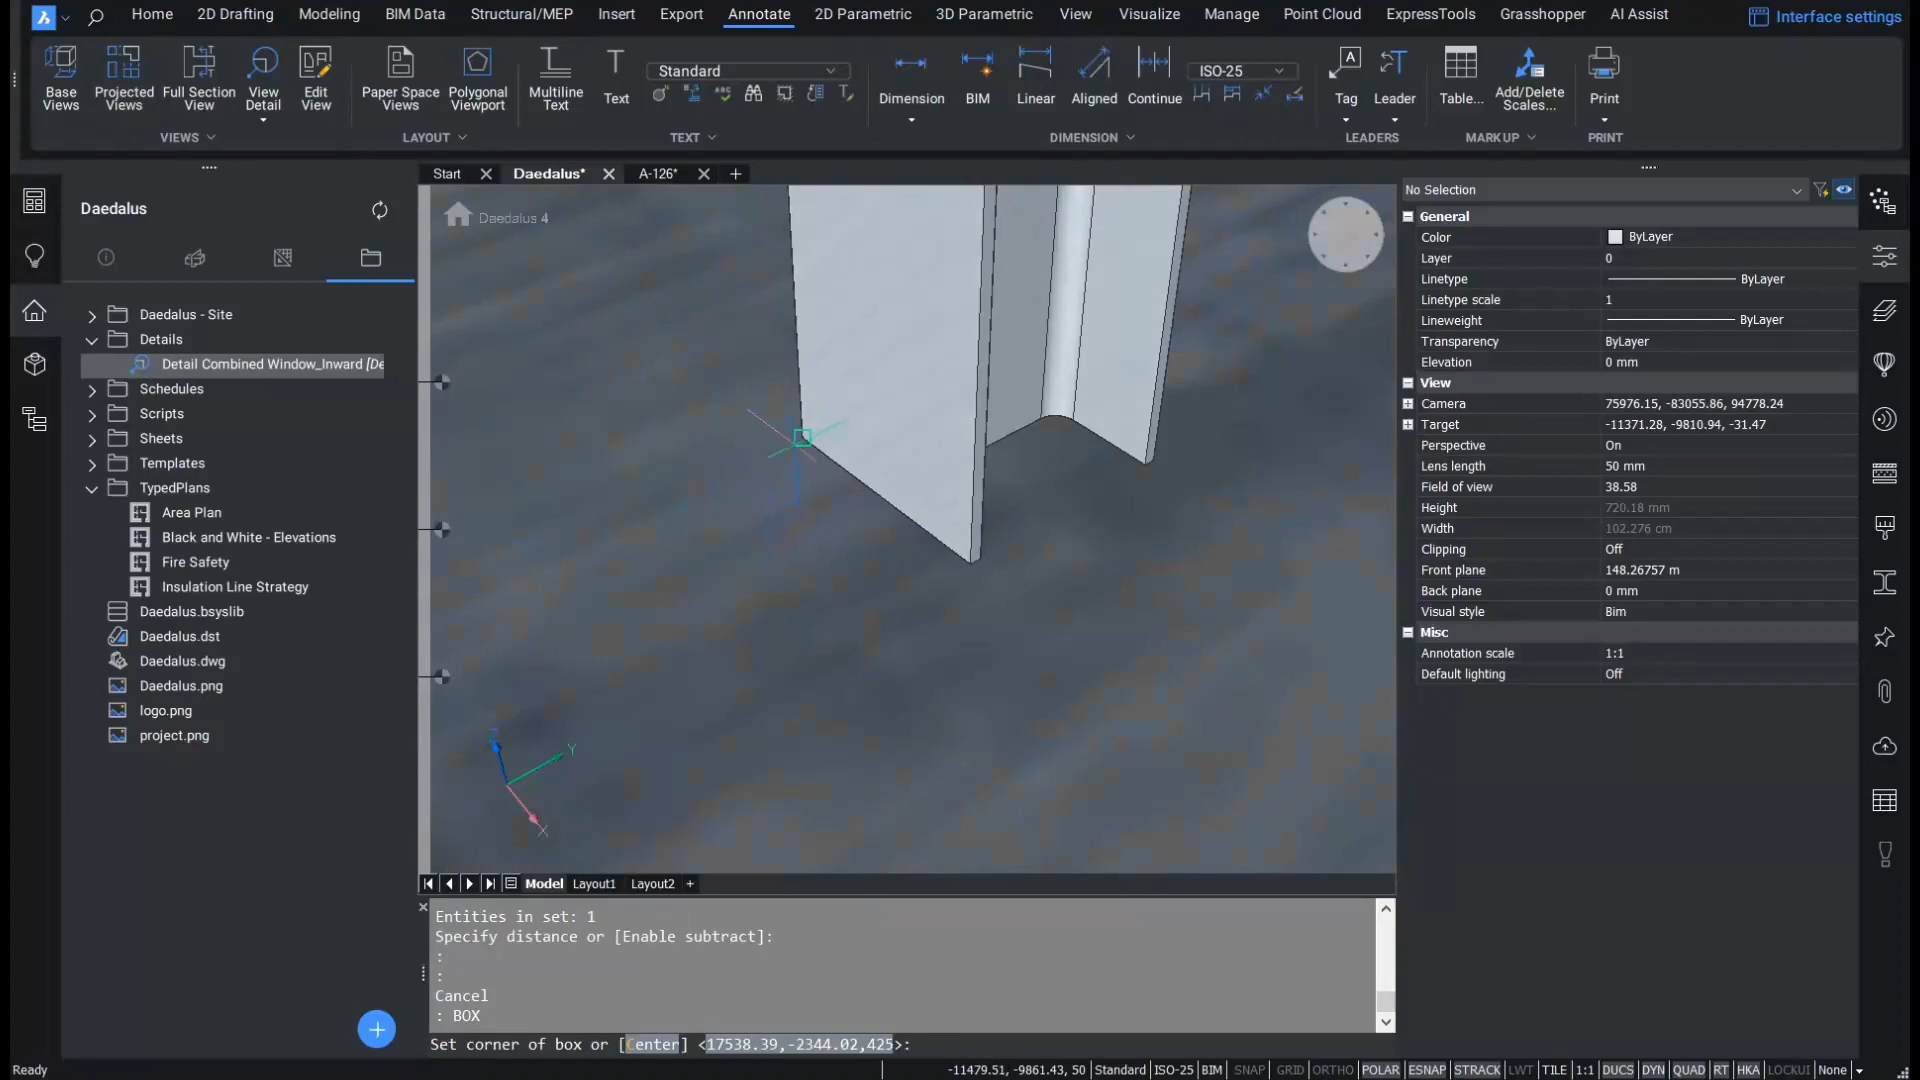 Home 2D Drafting Modeling BIM Data Structural/MEP Insert Export Annotate 2D Parametric 3D Parametric View Visualize Manage Point Cloud ExpressTools Grasshopper AI Assist Interface settings
Standard ISO-25
Base Views Projected Views Full Section View View Detail Edit View Paper Space Views Polygonal Viewport Multiline Text Text Dimension BIM Linear Aligned Continue Tag Leader Table... Add/Delete Scales... Print
VIEWS LAYOUT TEXT DIMENSION LEADERS MARKUP PRINT
Start Daedalus* A-126*
Daedalus
Daedalus - Site
Details
Detail Combined Window_Inward [De
Schedules
Scripts
Sheets
Templates
TypedPlans
Area Plan
Black and White - Elevations
Fire Safety
Insulation Line Strategy
Daedalus.bsyslib
Daedalus.dst
Daedalus.dwg
Daedalus.png
logo.png
project.png
Daedalus 4
Z
Y
X
Model Layout1 Layout2
Entities in set: 1
Specify distance or [Enable subtract]:
:
:
Cancel
: BOX
Set corner of box or [Center] <17538.39,-2344.02,425>:
No Selection
General
Color ByLayer
Layer 0
Linetype ByLayer
Linetype scale 1
Lineweight ByLayer
Transparency ByLayer
Elevation 0 mm
View
Camera 75976.15, -83055.86, 94778.24
Target -11371.28, -9810.94, -31.47
Perspective On
Lens length 50 mm
Field of view 38.58
Height 720.18 mm
Width 102.276 cm
Clipping Off
Front plane 148.26757 m
Back plane 0 mm
Visual style Bim
Misc
Annotation scale 1:1
Default lighting Off
Ready -11479.51, -9861.43, 50 Standard ISO-25 BIM SNAP GRID ORTHO POLAR ESNAP STRACK LWT TILE 1:1 DUCS DYN QUAD RT HKA LOCKUI None